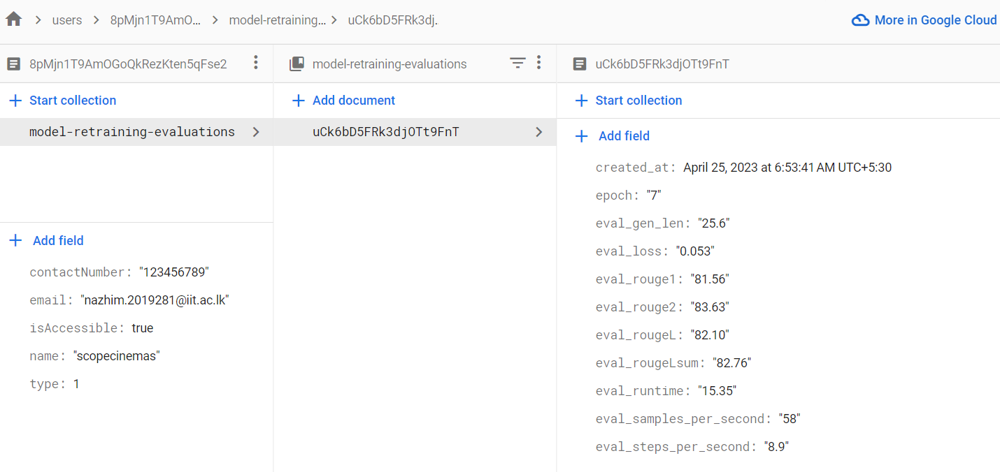 users
8pMjn1T9AmO...
model-retraining...
uCk6bD5FRk3dj.
More in Google Cloud
8pMjn1T9AmOGoQkRezKten5qFse2
Start collection
model-retraining-evaluations
Add field
contactNumber: "123456789"
email: "nazhim.2019281@iit.ac.lk"
isAccessible: true
name: "scopecinemas"
type: 1
model-retraining-evaluations
Add document
uCk6bD5FRk3djOTt9FnT
uCk6bD5FRk3djOTt9FnT
Start collection
Add field
created_at: April 25, 2023 at 6:53:41 AM UTC+5:30
epoch: "7"
eval_gen_len: "25.6"
eval_loss: "0.053"
eval_rouge1: "81.56"
eval_rouge2: "83.63"
eval_rougeL: "82.10"
eval_rougeLsum: "82.76"
eval_runtime: "15.35"
eval_samples_per_second: "58"
eval_steps_per_second: "8.9"